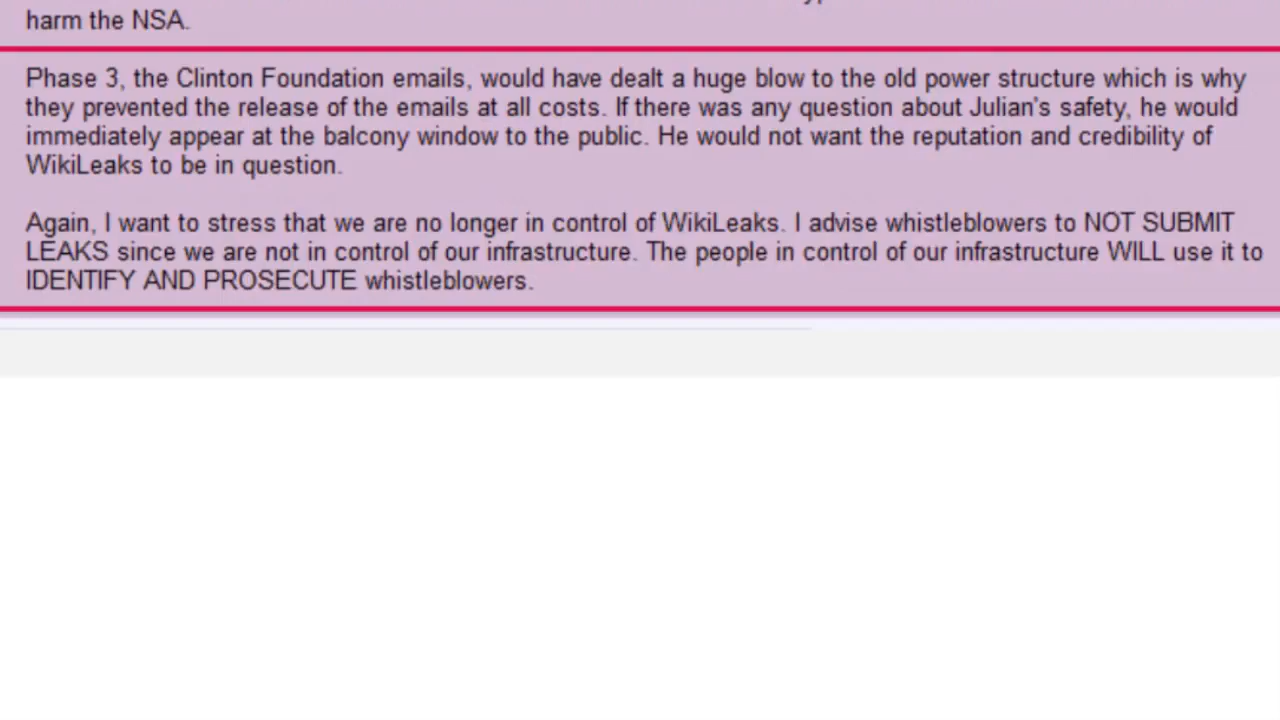 harm the NSA.
Phase 3, the Clinton Foundation emails, would have dealt a huge blow to the old power structure which is why
they prevented the release of the emails at all costs. If there was any question about Julian's safety, he would
immediately appear at the balcony window to the public. He would not want the reputation and credibility of
WikiLeaks to be in question.
Again, I want to stress that we are no longer in control of WikiLeaks. I advise whistleblowers to NOT SUBMIT
LEAKS since we are not in control of our infrastructure. The people in control of our infrastructure WILL use it to
IDENTIFY AND PROSECUTE whistleblowers.